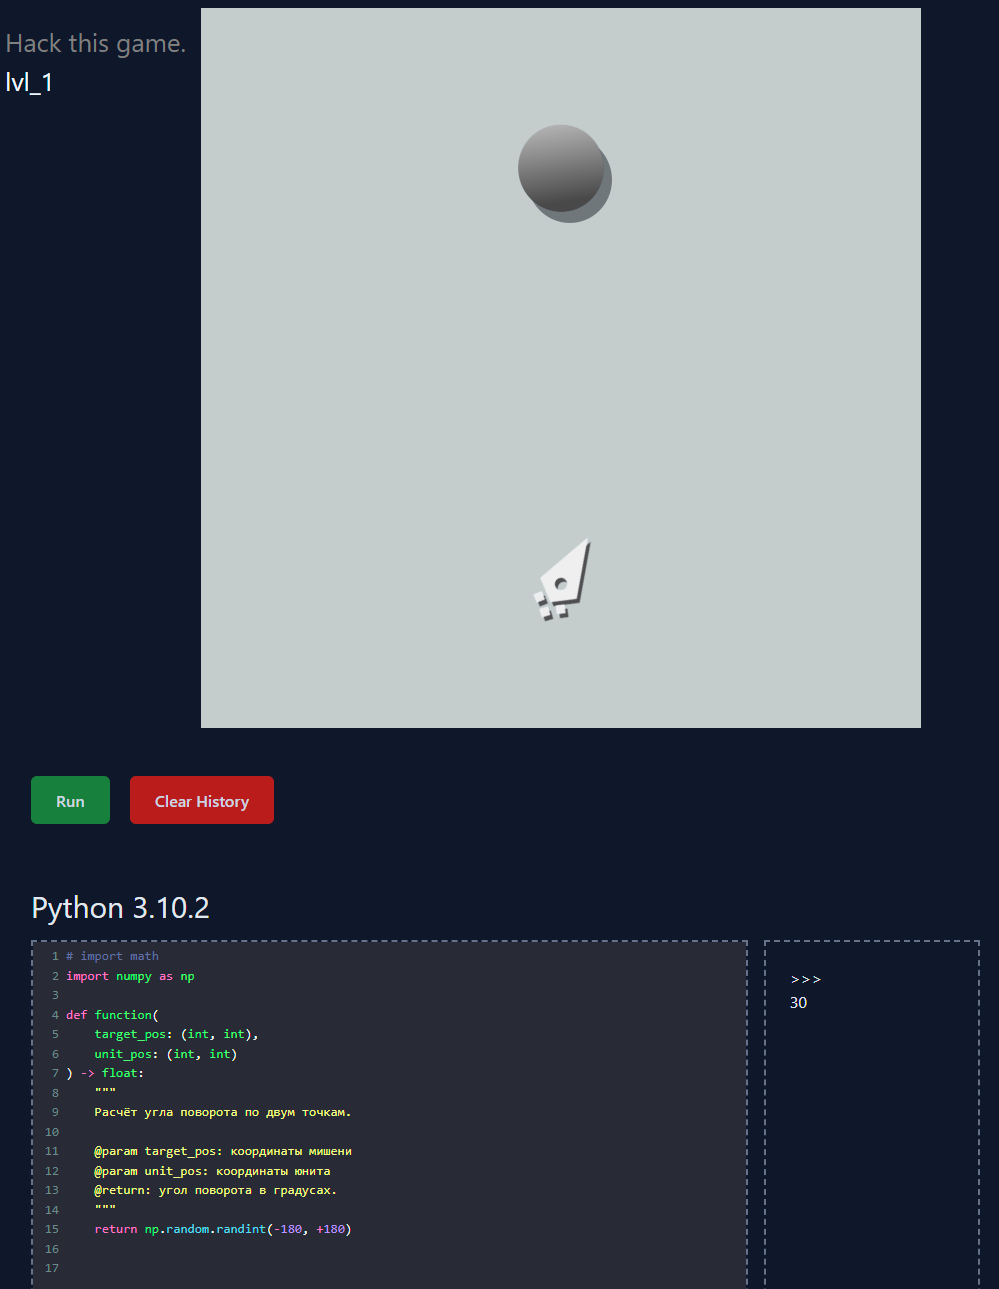 Hack this game.
lvl_1
Run
Clear History
Python 3.10.2
1 # import math
2 import numpy as np
3
4 def function(
5     target_pos: (int, int),
6     unit_pos: (int, int)
7 ) -> float:
8     """
9     Расчёт угла поворота по двум точкам.
10
11     @param target_pos: координаты мишени
12     @param unit_pos: координаты юнита
13     @return: угол поворота в градусах.
14     """
15     return np.random.randint(-180, +180)
16
17
>>>
30